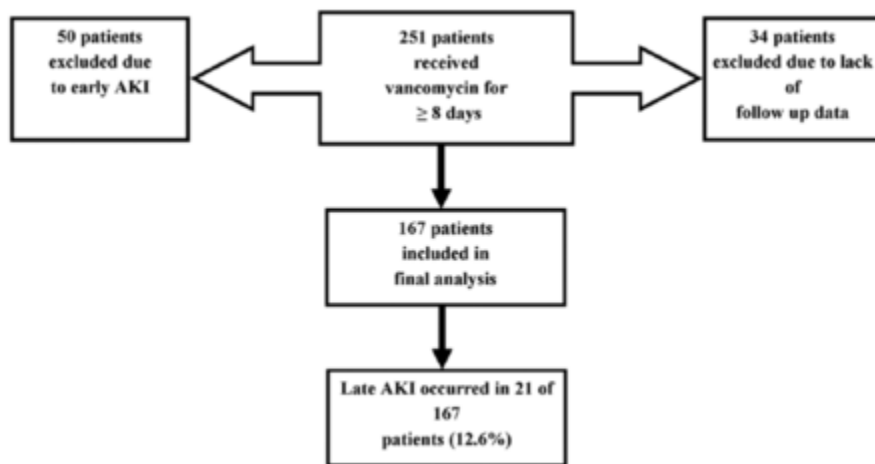 50 patients
excluded due
to early AKI
251 patients
received
vancomycin for
≥ 8 days
34 patients
excluded due to lack
of
follow up data
167 patients
included in
final analysis
Late AKI occurred in 21 of
167
patients (12.6%)